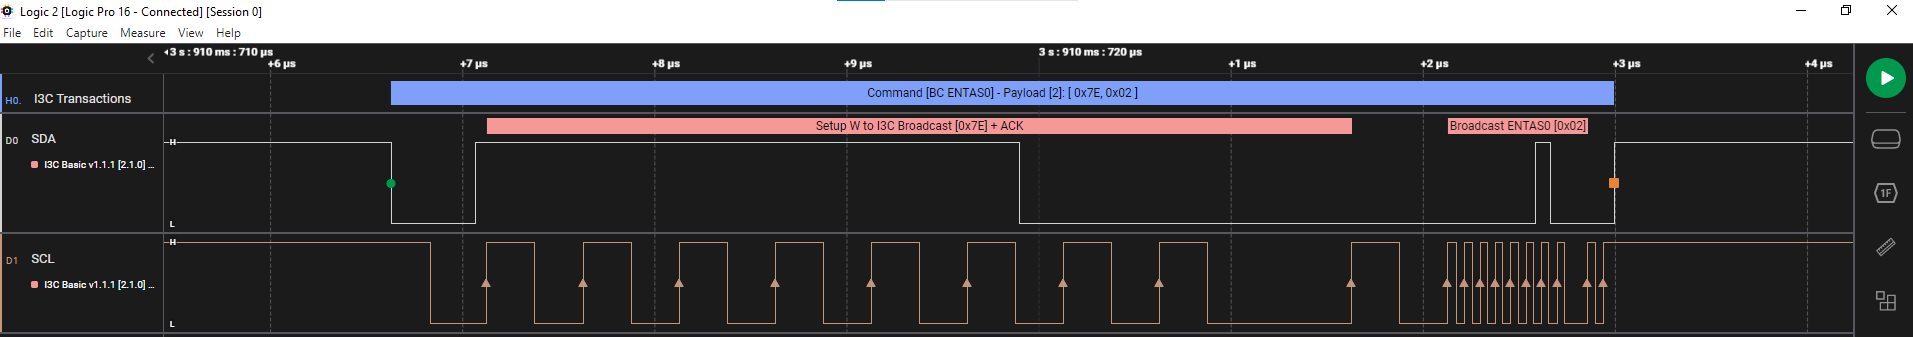 Logic 2 [Logic Pro 16 - Connected] [Session 0]
File Edit Capture Measure View Help
3 s : 910 ms : 710 µs 3 s : 910 ms : 720 µs
+6 µs +7 µs +8 µs +9 µs +1 µs +2 µs +3 µs +4 µs
H0. I3C Transactions
Command [BC ENTAS0] - Payload [2]: [ 0x7E, 0x02 ]
Setup W to I3C Broadcast [0x7E] + ACK Broadcast ENTAS0 [0x02]
D0 SDA
H
I3C Basic v1.1.1 [2.1.0] ...
L
1F
H
D1 SCL
I3C Basic v1.1.1 [2.1.0] ...
L